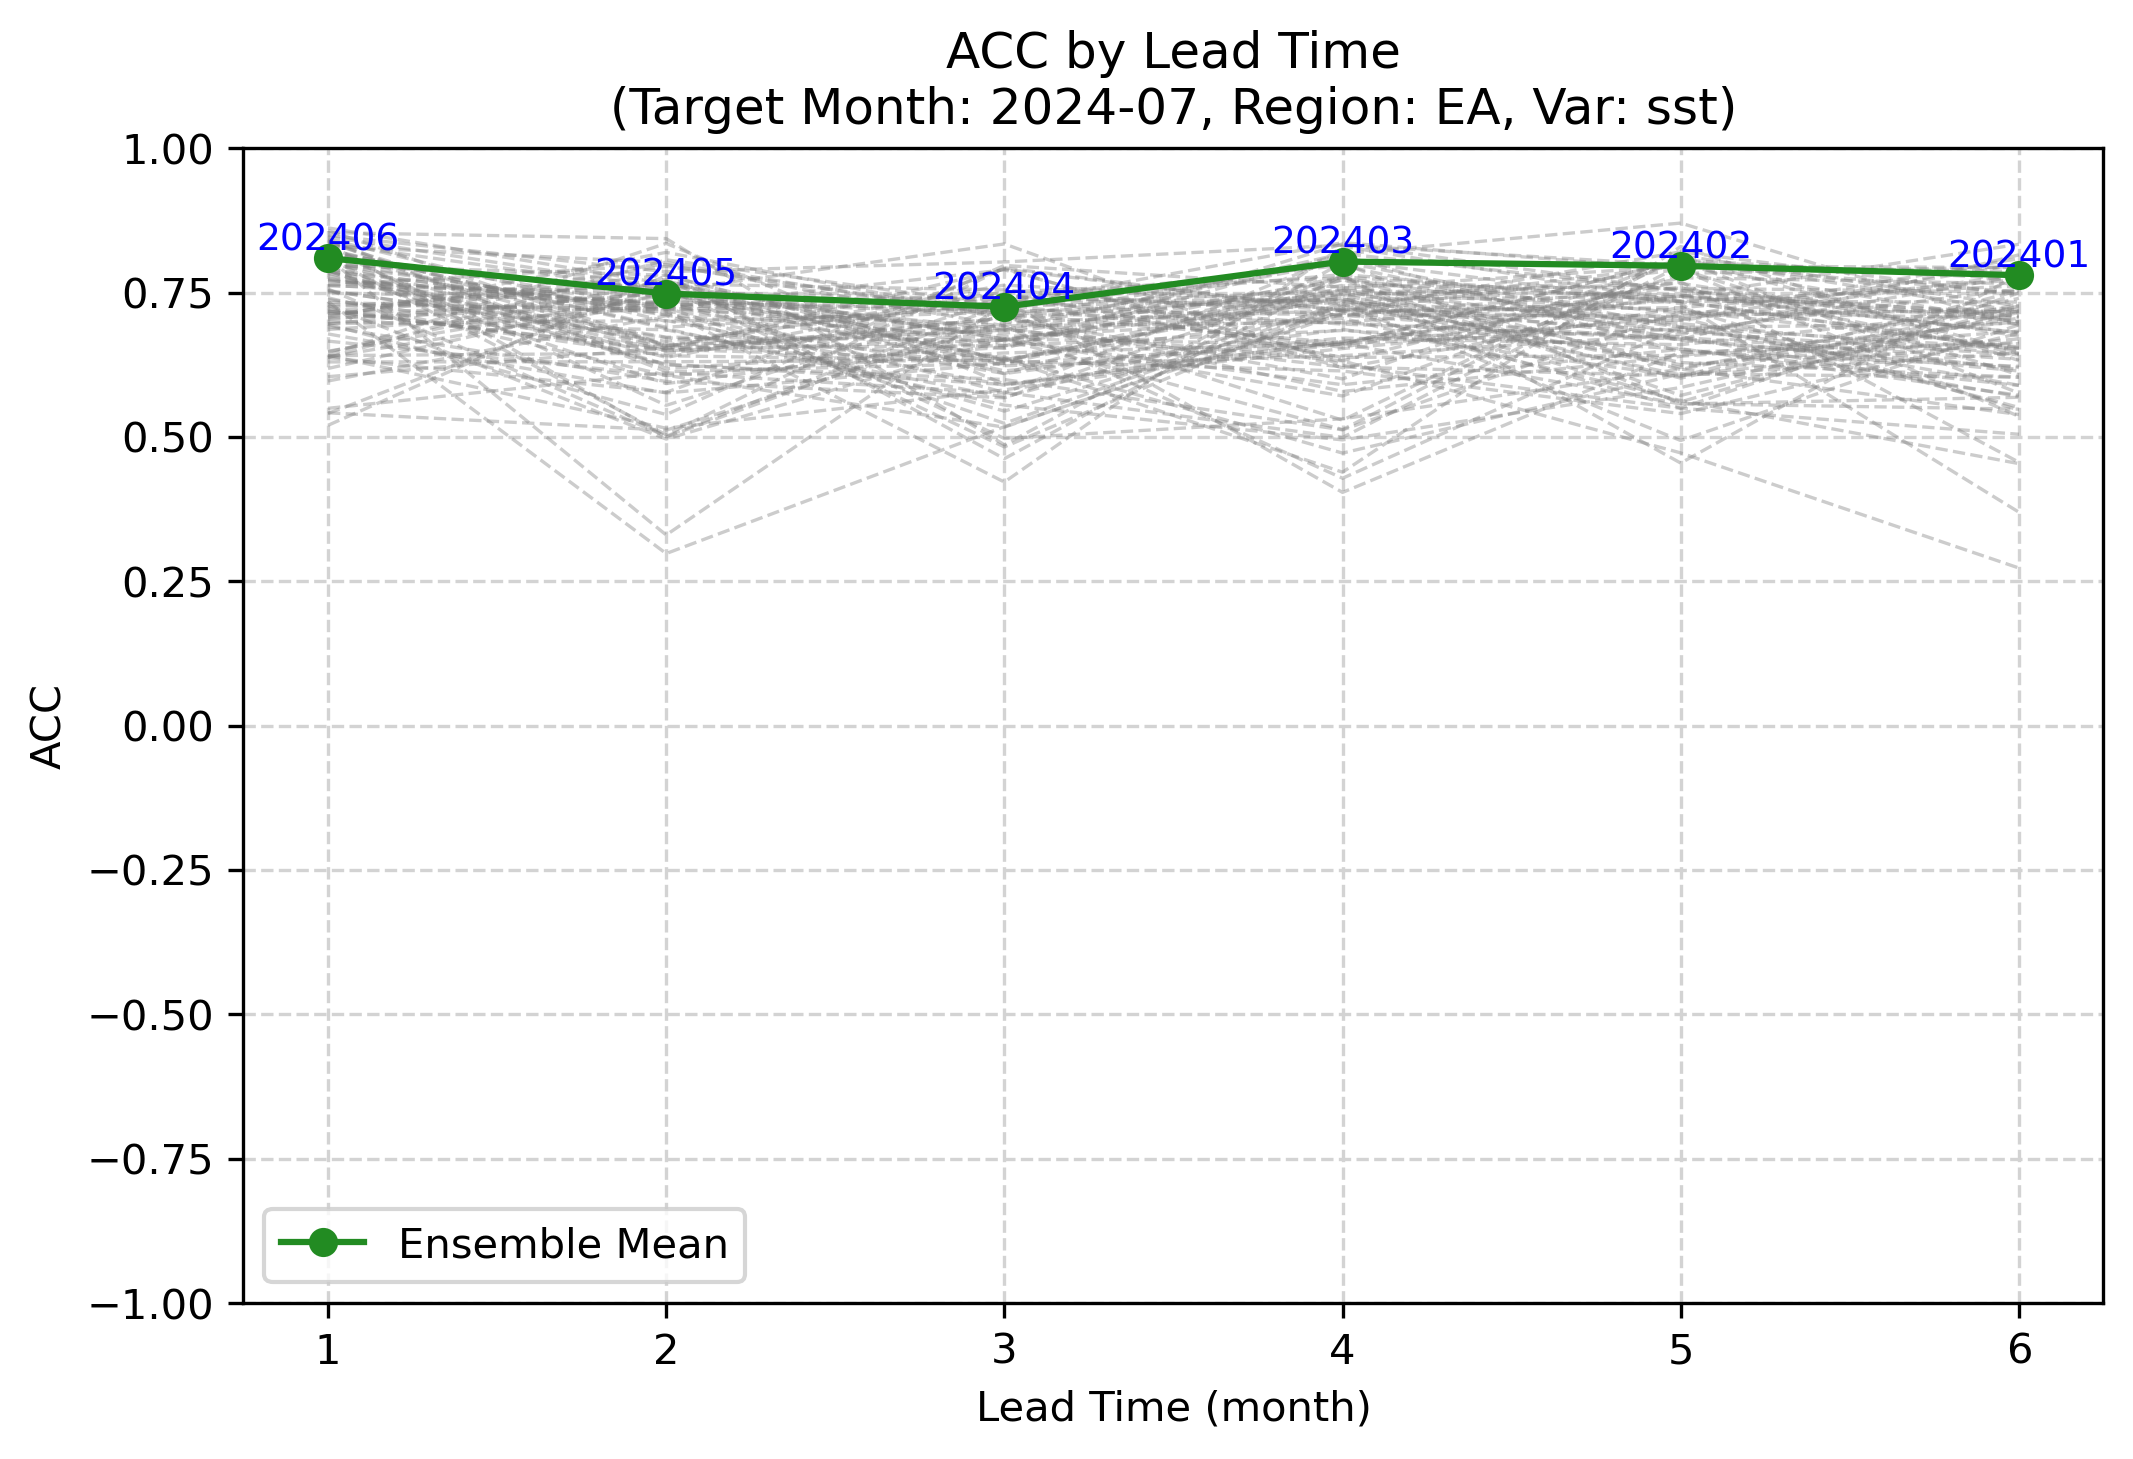 ACC by Lead Time
(Target Month: 2024-07, Region: EA, Var: sst)
1.00
0.75
0.50
0.25
0.00
−0.25
−0.50
−0.75
−1.00
ACC
202406
202405
202404
202403
202402
202401
Ensemble Mean
1 2 3 4 5 6
Lead Time (month)